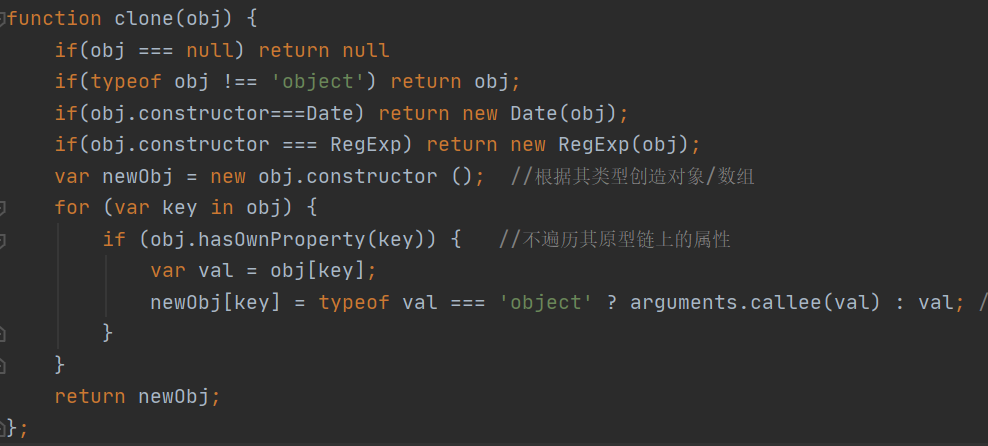 function clone(obj) {
    if(obj === null) return null
    if(typeof obj !== 'object') return obj;
    if(obj.constructor===Date) return new Date(obj);
    if(obj.constructor === RegExp) return new RegExp(obj);
    var newObj = new obj.constructor ();  //根据其类型创造对象/数组
    for (var key in obj) {
        if (obj.hasOwnProperty(key)) {   //不遍历其原型链上的属性
            var val = obj[key];
            newObj[key] = typeof val === 'object' ? arguments.callee(val) : val; /
        }
    }
    return newObj;
};